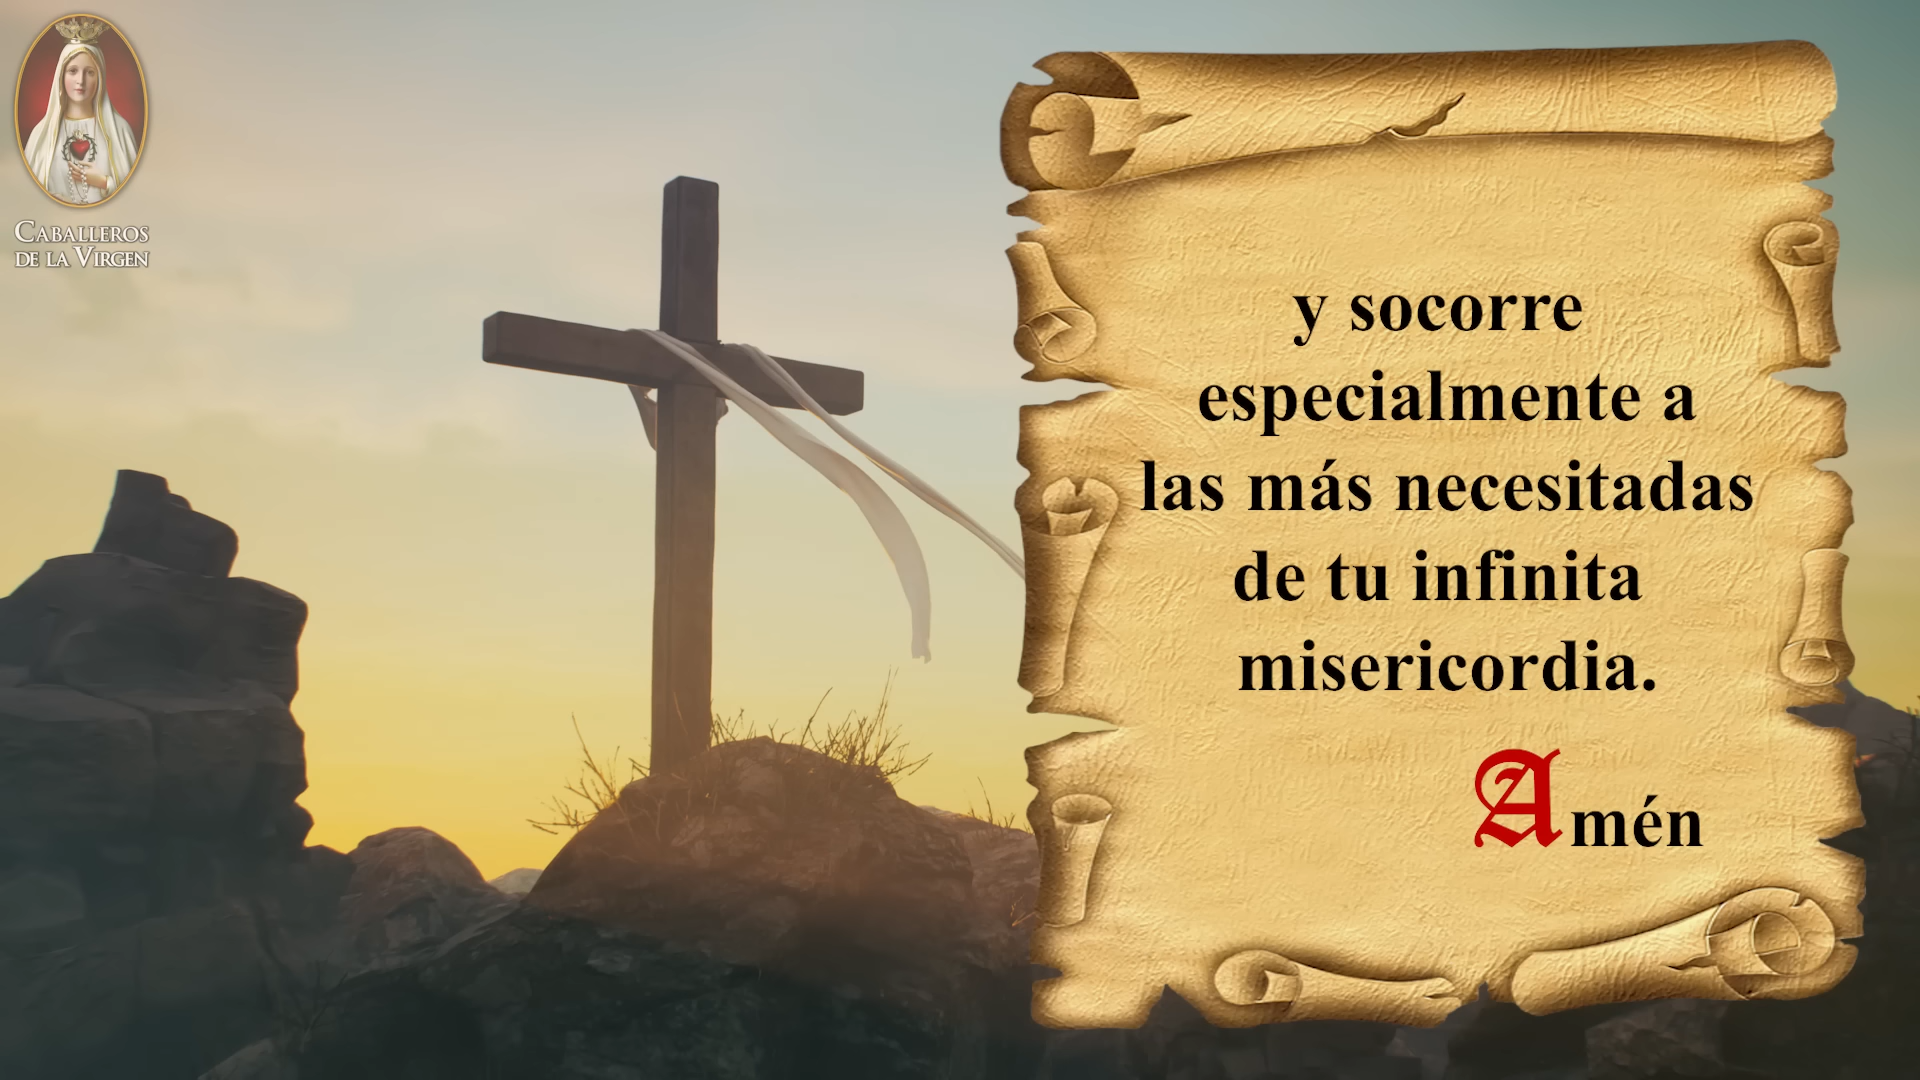 CABALLEROS
DE LA VIRGEN
y socorre
especialmente a
las más necesitadas
de tu infinita
misericordia.
Amén